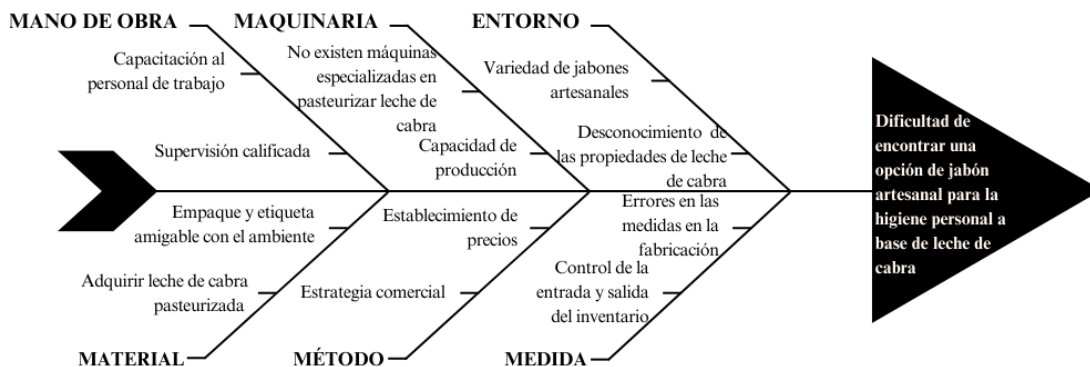 MANO DE OBRA
Capacitación al
personal de trabajo
Supervisión calificada
MAQUINARIA
No existen máquinas
especializadas en
pasteurizar leche de
cabra
Capacidad de
producción
ENTORNO
Variedad de jabones
artesanales
Desconocimiento de
las propiedades de leche
de cabra
Empaque y etiqueta
amigable con el ambiente
Adquirir leche de cabra
pasteurizada
MATERIAL
Establecimiento de
precios
Estrategia comercial
MÉTODO
Errores en las
medidas en la
fabricación
Control de la
entrada y salida
del inventario
MEDIDA
Dificultad de
encontrar una
opción de jabón
artesanal para la
higiene personal a
base de leche de
cabra